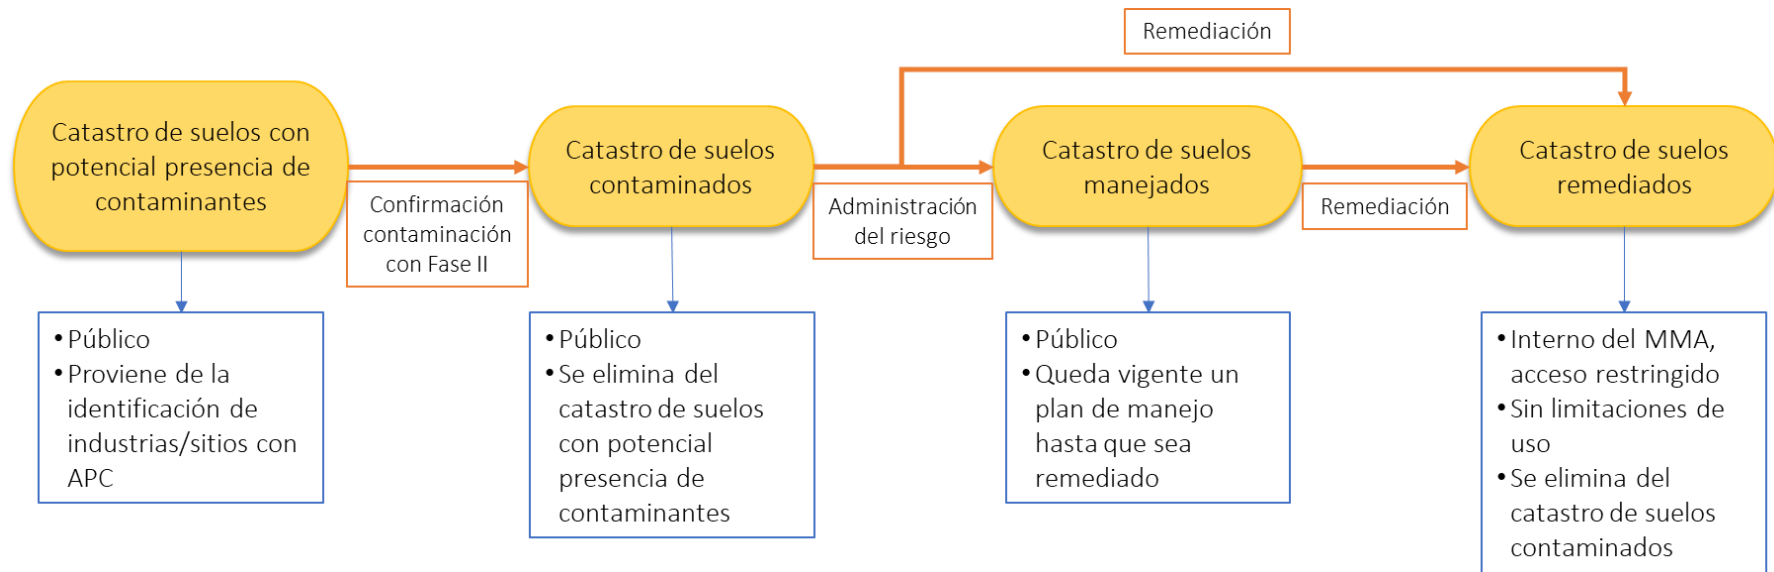 Remediación
Catastro de suelos con
potencial presencia de
contaminantes
Confirmación
contaminación
con Fase II
Catastro de suelos
contaminados
Administración
del riesgo
Catastro de suelos
manejados
Remediación
Catastro de suelos
remediados
• Público
• Proviene de la
identificación de
industrias/sitios con
APC
• Público
• Se elimina del
catastro de suelos
con potencial
presencia de
contaminantes
• Público
• Queda vigente un
plan de manejo
hasta que sea
remediado
• Interno del MMA,
acceso restringido
• Sin limitaciones de
uso
• Se elimina del
catastro de suelos
contaminados